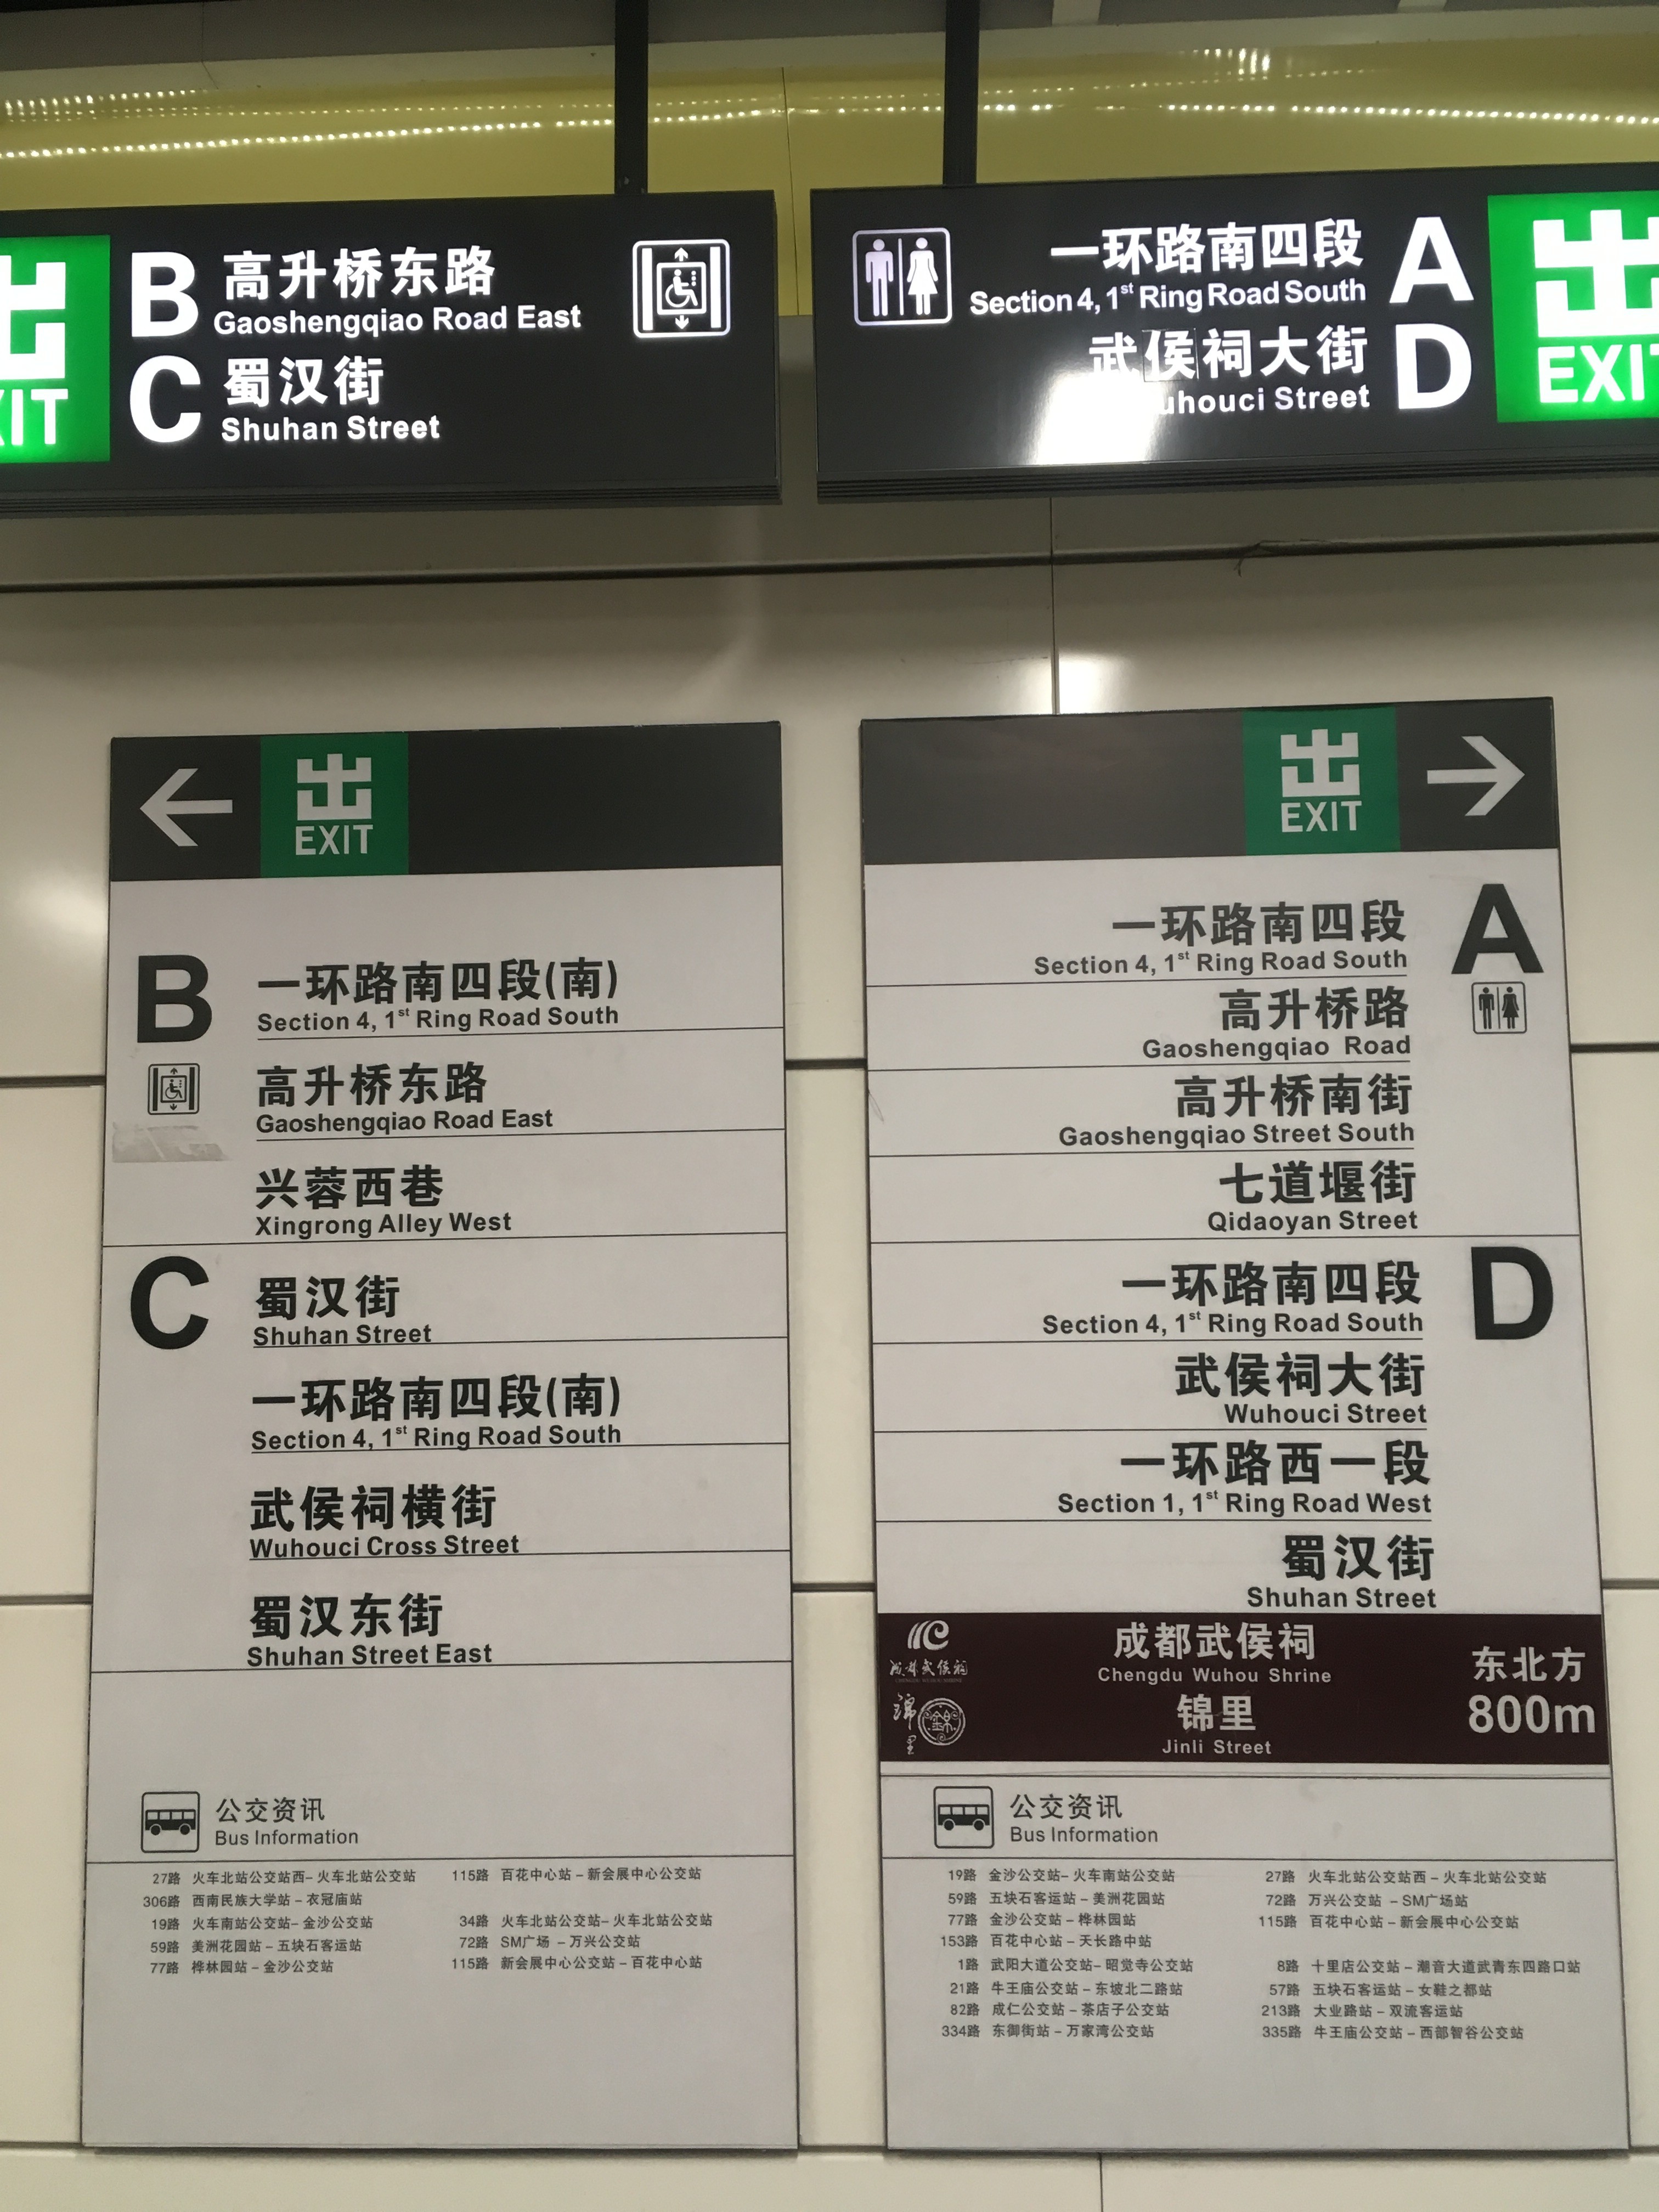 出
EXIT
B 高升桥东路
Gaoshengqiao Road East
C 蜀汉街
Shuhan Street
一环路南四段 A
Section 4, 1st Ring Road South
武侯祠大街 D
Street
出
EXIT
出
EXIT
B
一环路南四段(南)
Section 4, 1st Ring Road South
高升桥东路
Gaoshengqiao Road East
兴蓉西巷
Xingrong Alley West
C
蜀汉街
Shuhan Street
一环路南四段(南)
Section 4, 1st Ring Road South
武侯祠横街
Wuhouci Cross Street
蜀汉东街
Shuhan Street East
公交资讯
Bus Information
27路 火车北站公交站西–火车北站公交站 115路 百花中心站–新会展中心公交站
306路 西南民族大学站–衣冠庙站
19路 火车南站公交站–金沙公交站 34路 火车北站公交站–火车北站公交站
59路 美洲花园站–五块石客运站 72路 SM广场 –万兴公交站
77路 桦林园站–金沙公交站 115路 新会展中心公交站–百花中心站
出
EXIT
A
一环路南四段
Section 4, 1st Ring Road South
高升桥路
Gaoshengqiao Road
高升桥南街
Gaoshengqiao Street South
七道堰街
Qidaoyan Street
D
一环路南四段
Section 4, 1st Ring Road South
武侯祠大街
Wuhouci Street
一环路西一段
Section 1, 1st Ring Road West
蜀汉街
Shuhan Street
成都武侯祠
成都武侯祠
Chengdu Wuhou Shrine
锦里
锦里
Jinli Street
东北方
800m
公交资讯
Bus Information
19路 金沙公交站–火车南站公交站 27路 火车北站公交站西–火车北站公交站
59路 五块石客运站–美洲花园站 72路 万兴公交站 –SM广场站
77路 金沙公交站–桦林园站 115路 百花中心站–新会展中心公交站
153路 百花中心站–天长路中站
1路 武阳大道公交站–昭觉寺公交站 8路 十里店公交站–潮音大道武青东四路口站
21路 牛王庙公交站–东坡北二路站 57路 五块石客运站–女鞋之都站
82路 成仁公交站–茶店子公交站 213路 大业路站–双流客运站
334路 东御街站–万家湾公交站 335路 牛王庙公交站–西部智谷公交站